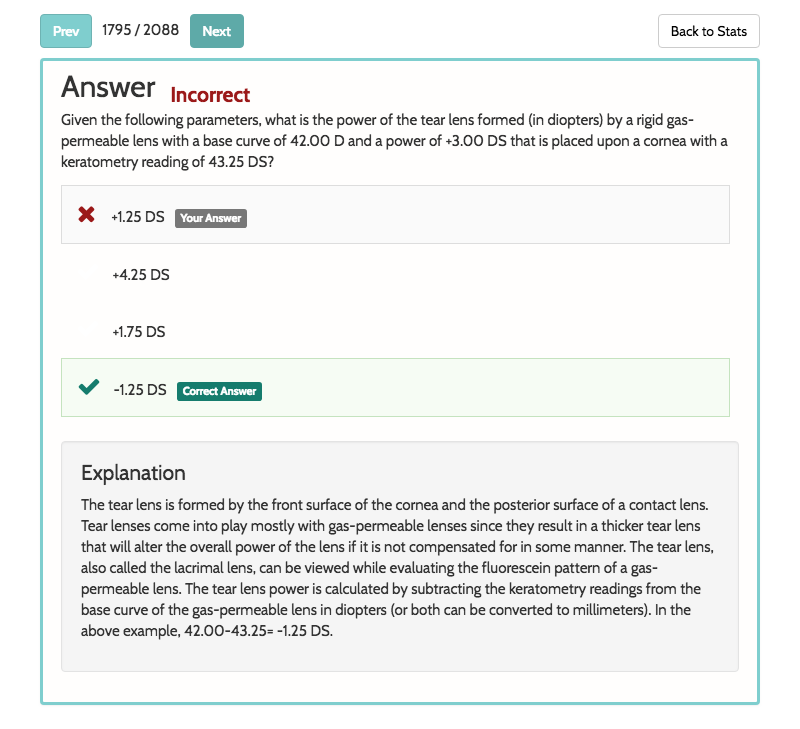 Prev 1795 / 2088 Next Back to Stats
Answer Incorrect
Given the following parameters, what is the power of the tear lens formed (in diopters) by a rigid gas-
permeable lens with a base curve of 42.00 D and a power of +3.00 DS that is placed upon a cornea with a
keratometry reading of 43.25 DS?
+1.25 DS Your Answer
+4.25 DS
+1.75 DS
-1.25 DS Correct Answer
Explanation
The tear lens is formed by the front surface of the cornea and the posterior surface of a contact lens.
Tear lenses come into play mostly with gas-permeable lenses since they result in a thicker tear lens
that will alter the overall power of the lens if it is not compensated for in some manner. The tear lens,
also called the lacrimal lens, can be viewed while evaluating the fluorescein pattern of a gas-
permeable lens. The tear lens power is calculated by subtracting the keratometry readings from the
base curve of the gas-permeable lens in diopters (or both can be converted to millimeters). In the
above example, 42.00-43.25= -1.25 DS.